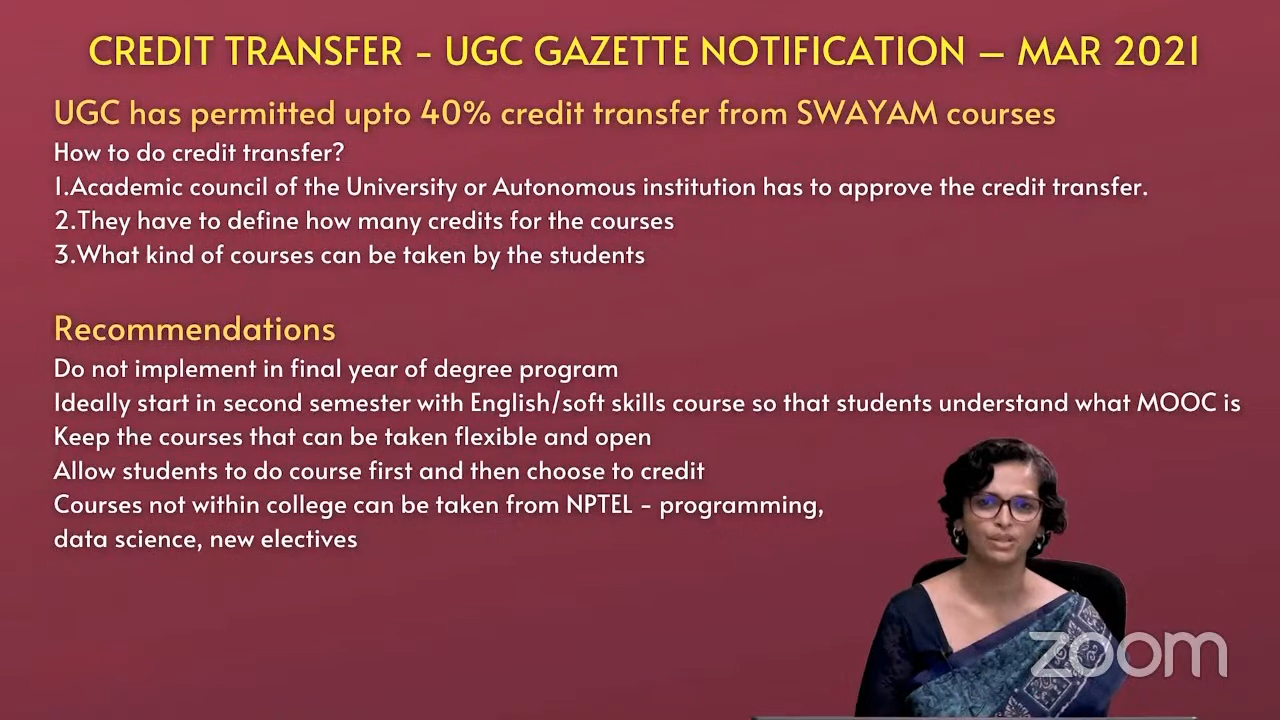 CREDIT TRANSFER - UGC GAZETTE NOTIFICATION – MAR 2021
UGC has permitted upto 40% credit transfer from SWAYAM courses
How to do credit transfer?
1.Academic council of the University or Autonomous institution has to approve the credit transfer.
2.They have to define how many credits for the courses
3.What kind of courses can be taken by the students
Recommendations
Do not implement in final year of degree program
Ideally start in second semester with English/soft skills course so that students understand what MOOC is
Keep the courses that can be taken flexible and open
Allow students to do course first and then choose to credit
Courses not within college can be taken from NPTEL - programming,
data science, new electives
zoom